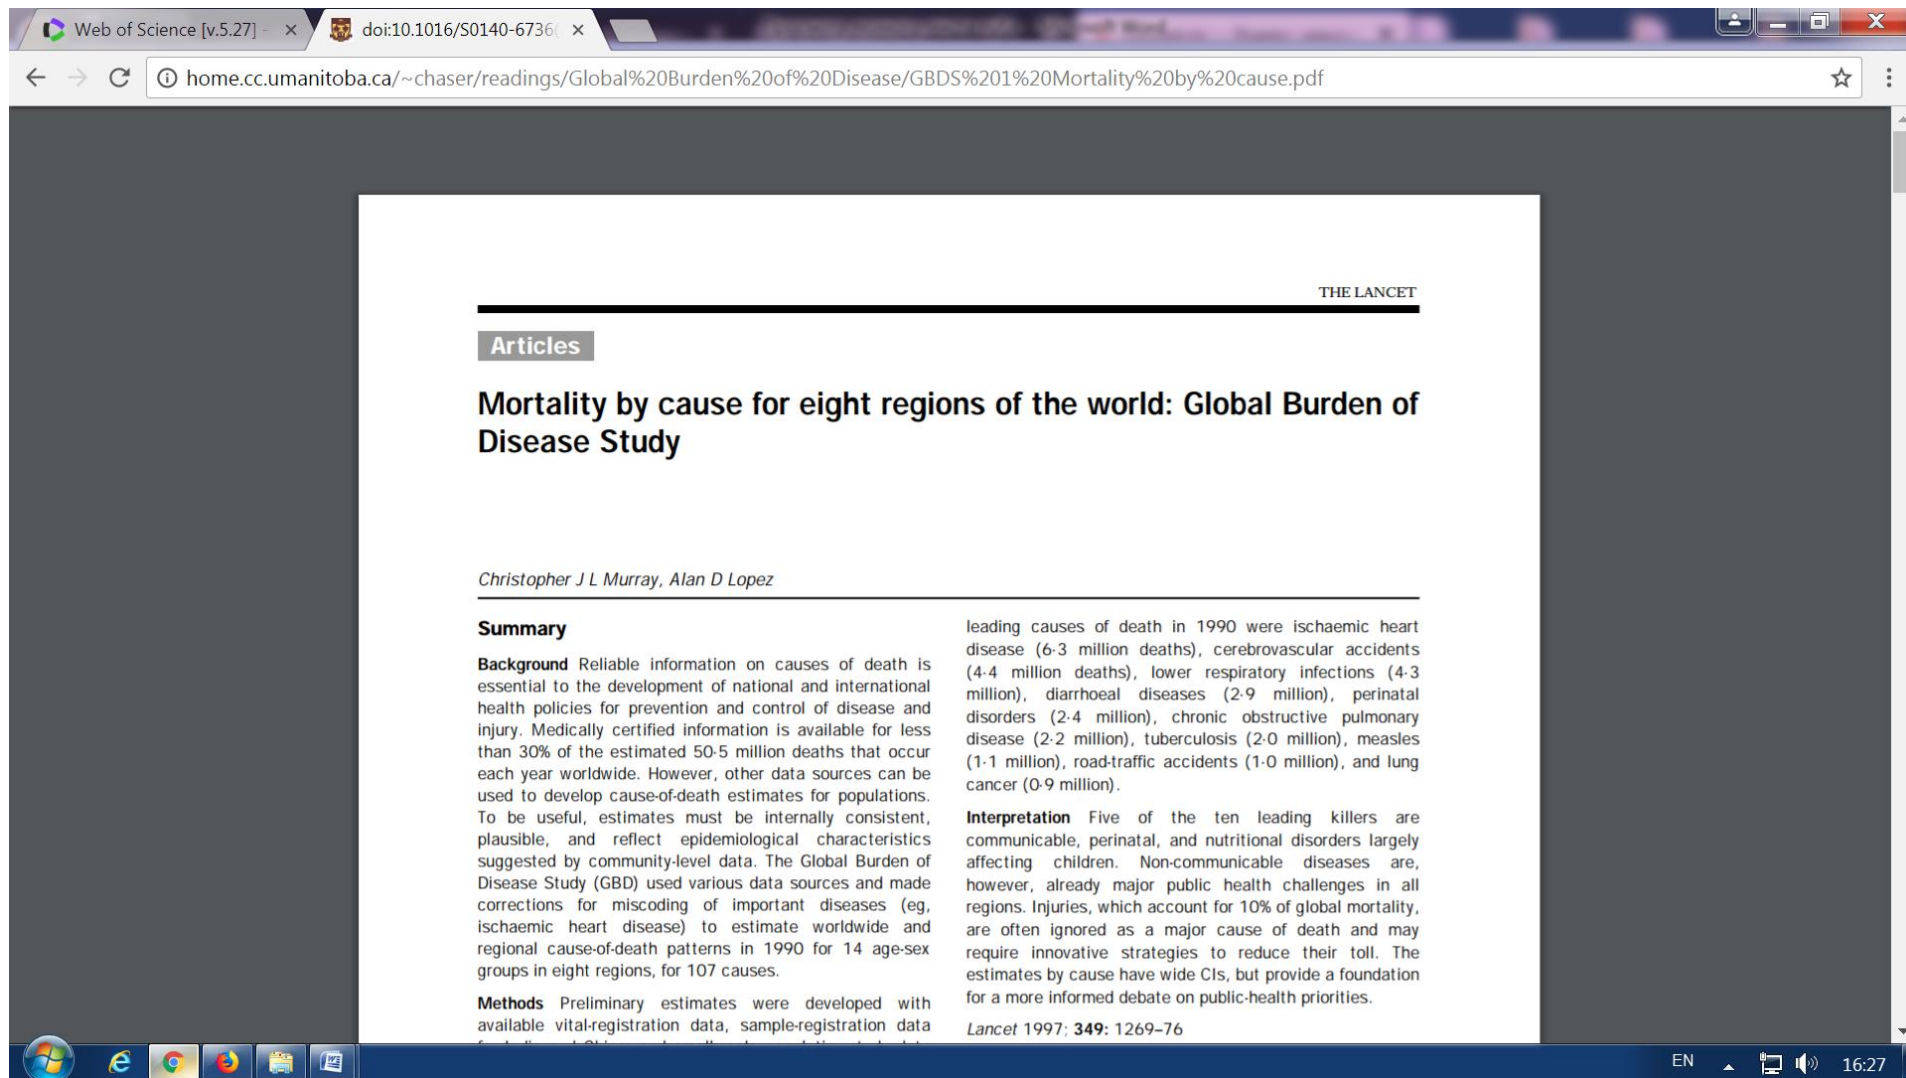 Web of Science [v.5.27] -
doi:10.1016/S0140-6736(
home.cc.umanitoba.ca/~chaser/readings/Global%20Burden%20of%20Disease/GBDS%201%20Mortality%20by%20cause.pdf
THE LANCET
Articles
Mortality by cause for eight regions of the world: Global Burden of
Disease Study
Christopher J L Murray, Alan D Lopez
Summary
Background Reliable information on causes of death is
essential to the development of national and international
health policies for prevention and control of disease and
injury. Medically certified information is available for less
than 30% of the estimated 50·5 million deaths that occur
each year worldwide. However, other data sources can be
used to develop cause-of-death estimates for populations.
To be useful, estimates must be internally consistent,
plausible, and reflect epidemiological characteristics
suggested by community-level data. The Global Burden of
Disease Study (GBD) used various data sources and made
corrections for miscoding of important diseases (eg,
ischaemic heart disease) to estimate worldwide and
regional cause-of-death patterns in 1990 for 14 age-sex
groups in eight regions, for 107 causes.
Methods Preliminary estimates were developed with
available vital-registration data, sample-registration data
leading causes of death in 1990 were ischaemic heart
disease (6·3 million deaths), cerebrovascular accidents
(4·4 million deaths), lower respiratory infections (4·3
million), diarrhoeal diseases (2·9 million), perinatal
disorders (2·4 million), chronic obstructive pulmonary
disease (2·2 million), tuberculosis (2·0 million), measles
(1·1 million), road-traffic accidents (1·0 million), and lung
cancer (0·9 million).
Interpretation Five of the ten leading killers are
communicable, perinatal, and nutritional disorders largely
affecting children. Non-communicable diseases are,
however, already major public health challenges in all
regions. Injuries, which account for 10% of global mortality,
are often ignored as a major cause of death and may
require innovative strategies to reduce their toll. The
estimates by cause have wide CIs, but provide a foundation
for a more informed debate on public-health priorities.
Lancet 1997; 349: 1269–76
EN
16:27